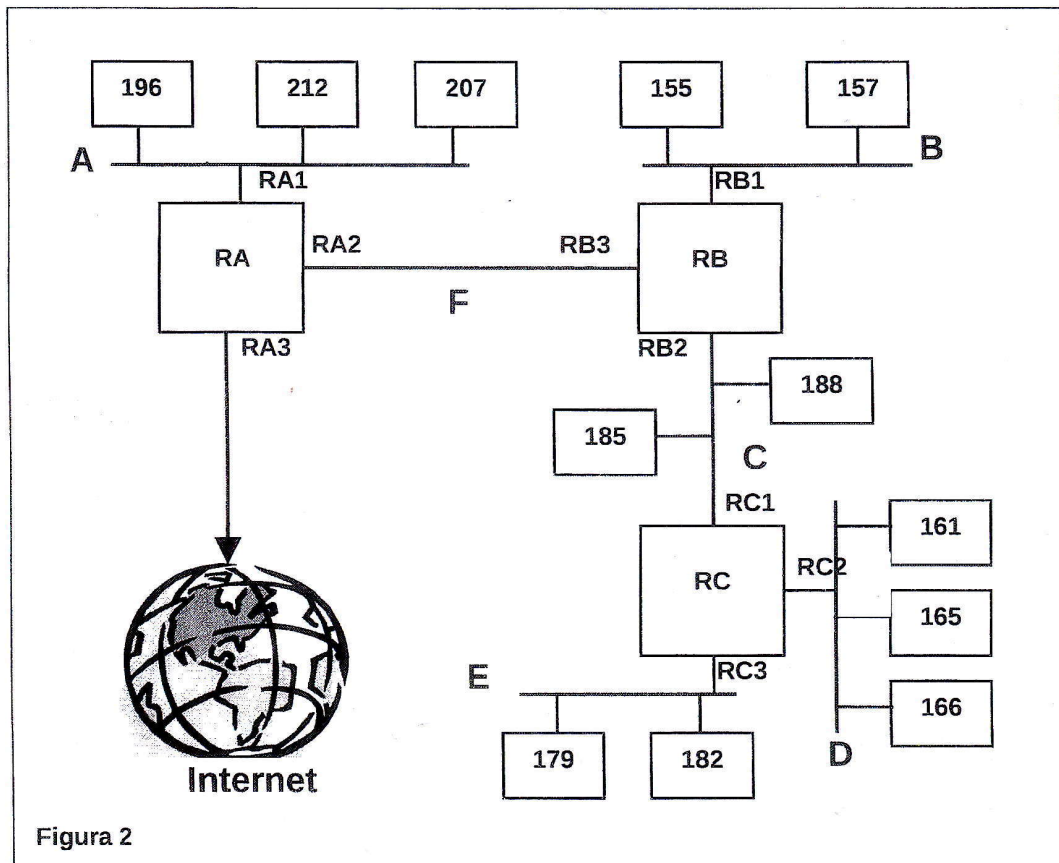 196 212 207 155 157
A B
RA1 RB1
RA RA2 RB3 RB
F
RA3 RB2
188
185
C
RC1
161
RC RC2
165
E RC3
166
179 182 D
Internet
Figura 2